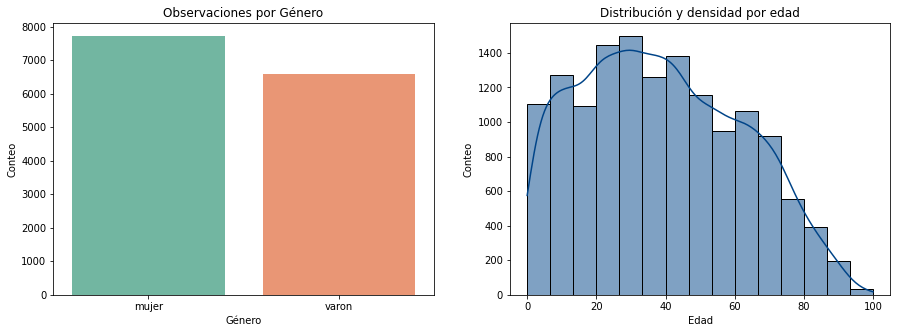 Observaciones por Género
8000
7000
6000
5000
4000
3000
2000
1000
0
Conteo
mujer
varon
Género
Distribución y densidad por edad
1400
1200
1000
800
600
400
200
0
Conteo
0
20
40
60
80
100
Edad